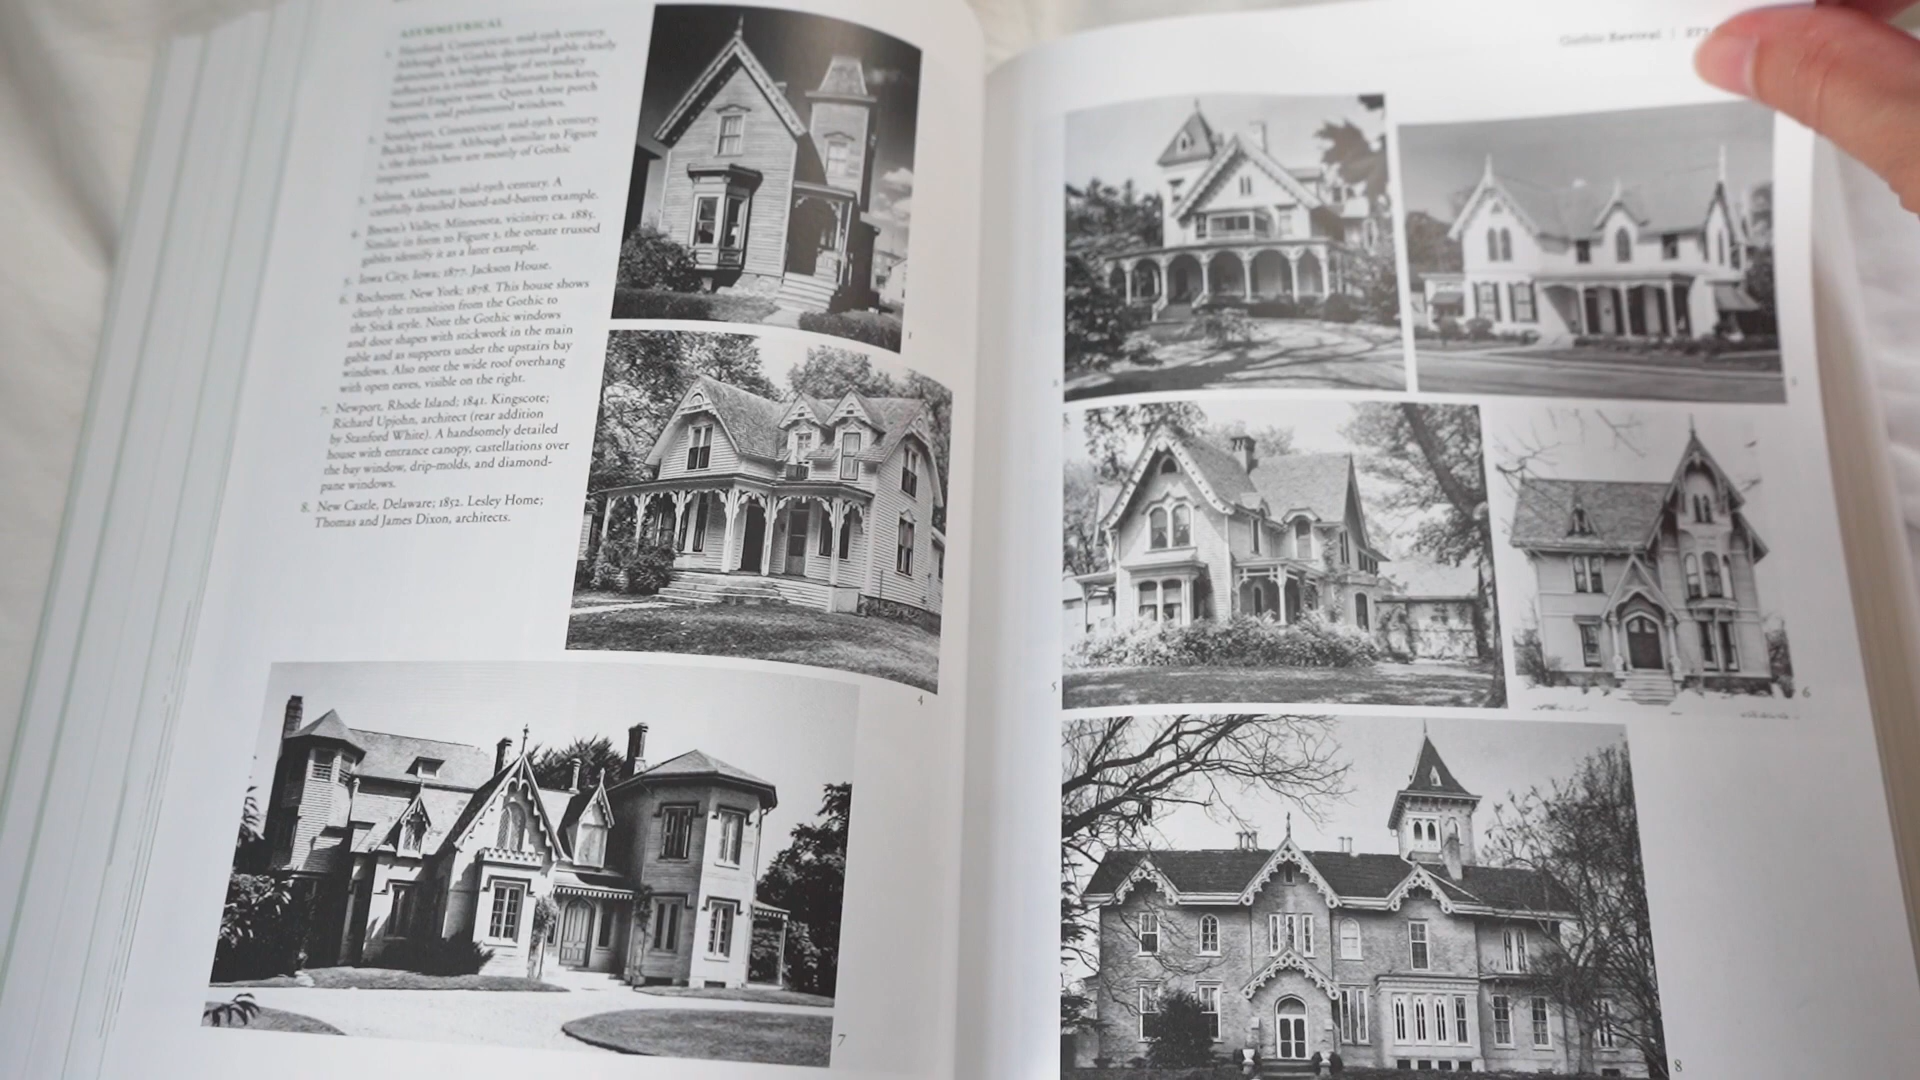 ASYMMETRICAL
1. Hartford, Connecticut; mid-19th century.
Although the Gothic decorated gable clearly
dominates, a hodgepodge of secondary
influences is evident—Italianate brackets,
Second Empire tower, Queen Anne porch
supports, and pedimented windows.
2. Southport, Connecticut; mid-19th century.
Bulkley House. Although similar to Figure
1, the details here are mostly of Gothic
inspiration.
3. Selma, Alabama; mid-19th century. A
carefully detailed board-and-batten example.
4. Brown's Valley, Minnesota, vicinity; ca. 1885.
Similar in form to Figure 3, the ornate trussed
gables identify it as a later example.
5. Iowa City, Iowa; 1877. Jackson House.
6. Rochester, New York; 1878. This house shows
clearly the transition from the Gothic to
the Stick style. Note the Gothic windows
and door shapes with stickwork in the main
gable and as supports under the upstairs bay
windows. Also note the wide roof overhang
with open eaves, visible on the right.
7. Newport, Rhode Island; 1841. Kingscote;
Richard Upjohn, architect (rear addition
by Stanford White). A handsomely detailed
house with entrance canopy, castellations over
the bay window, drip-molds, and diamond-
pane windows.
8. New Castle, Delaware; 1852. Lesley Home;
Thomas and James Dixon, architects.
1
4
7
Gothic Revival | 273
2
3
5
6
8